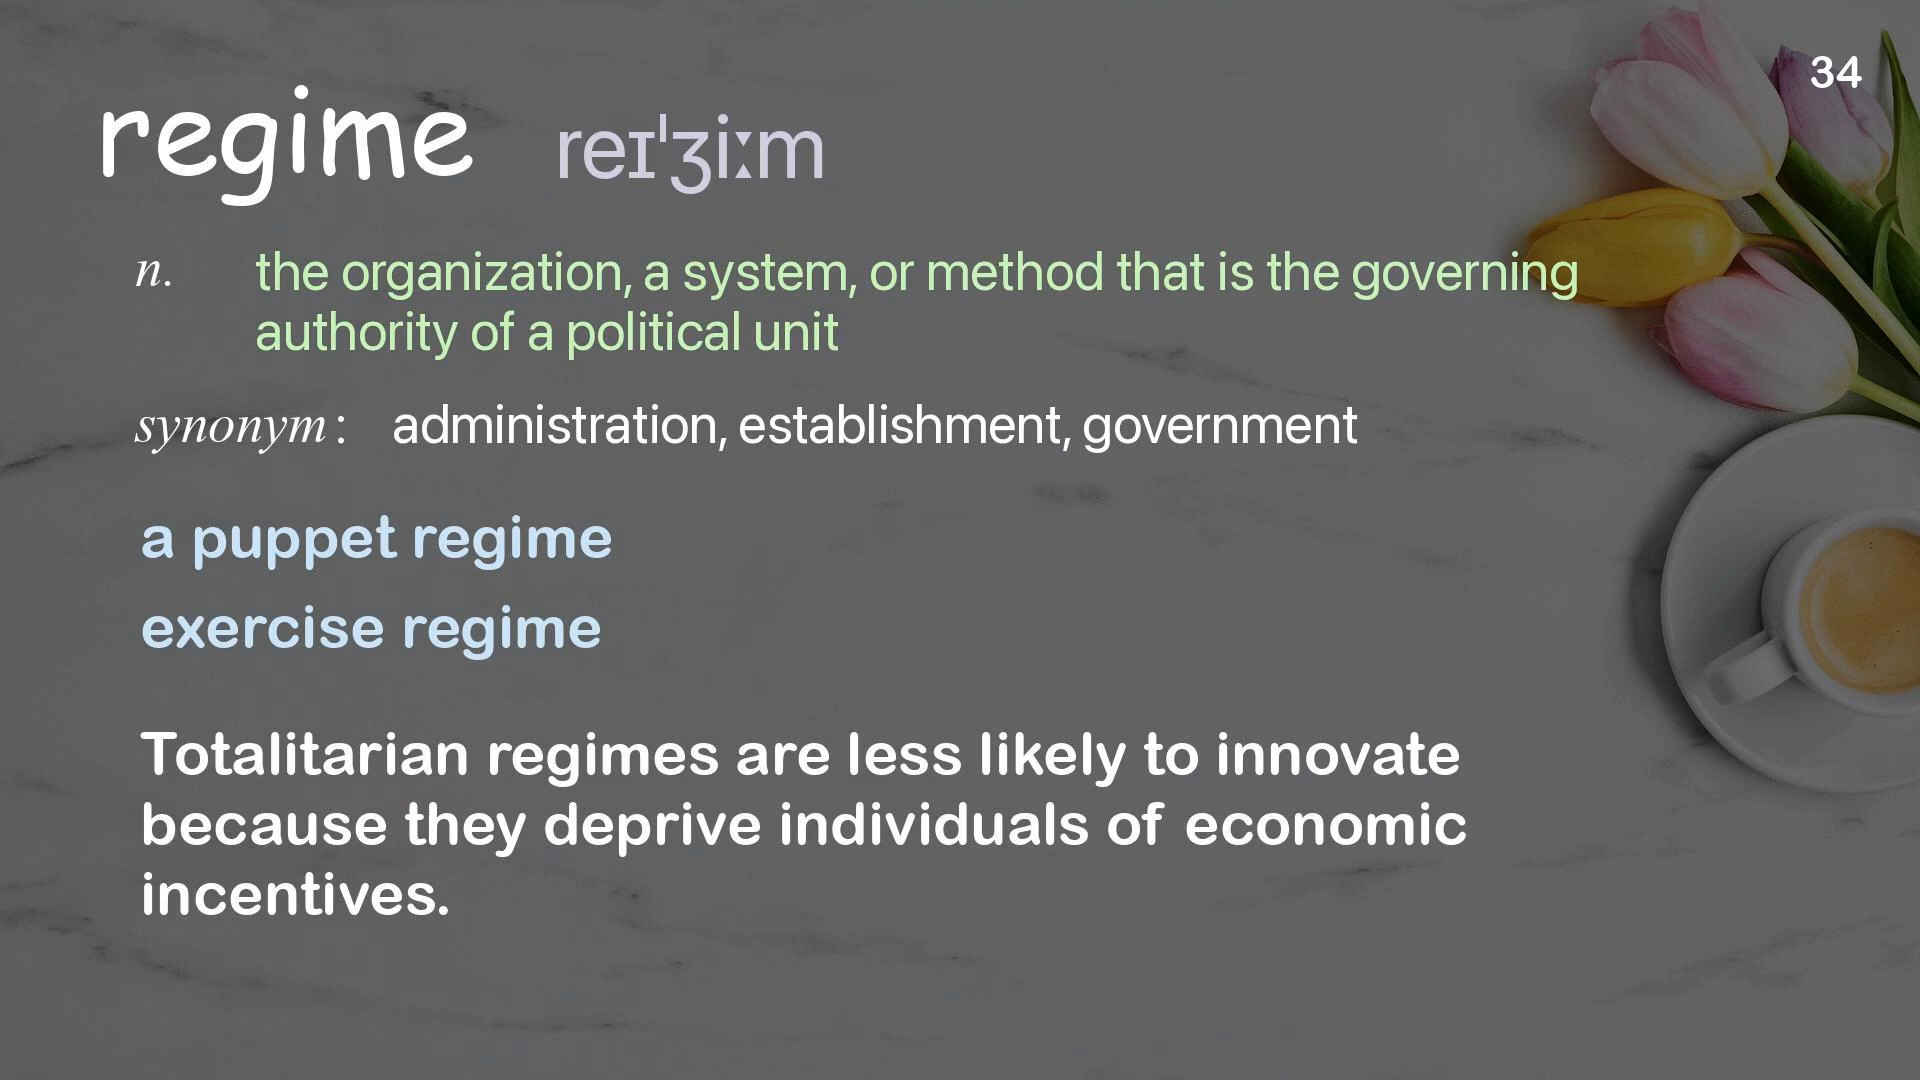 34
regime reɪˈʒiːm
n. the organization, a system, or method that is the governing
authority of a political unit
synonym: administration, establishment, government
a puppet regime
exercise regime
Totalitarian regimes are less likely to innovate
because they deprive individuals of economic
incentives.